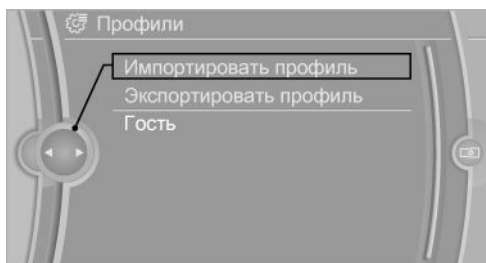 Профили
Импортировать профиль
Экспортировать профиль
Гость